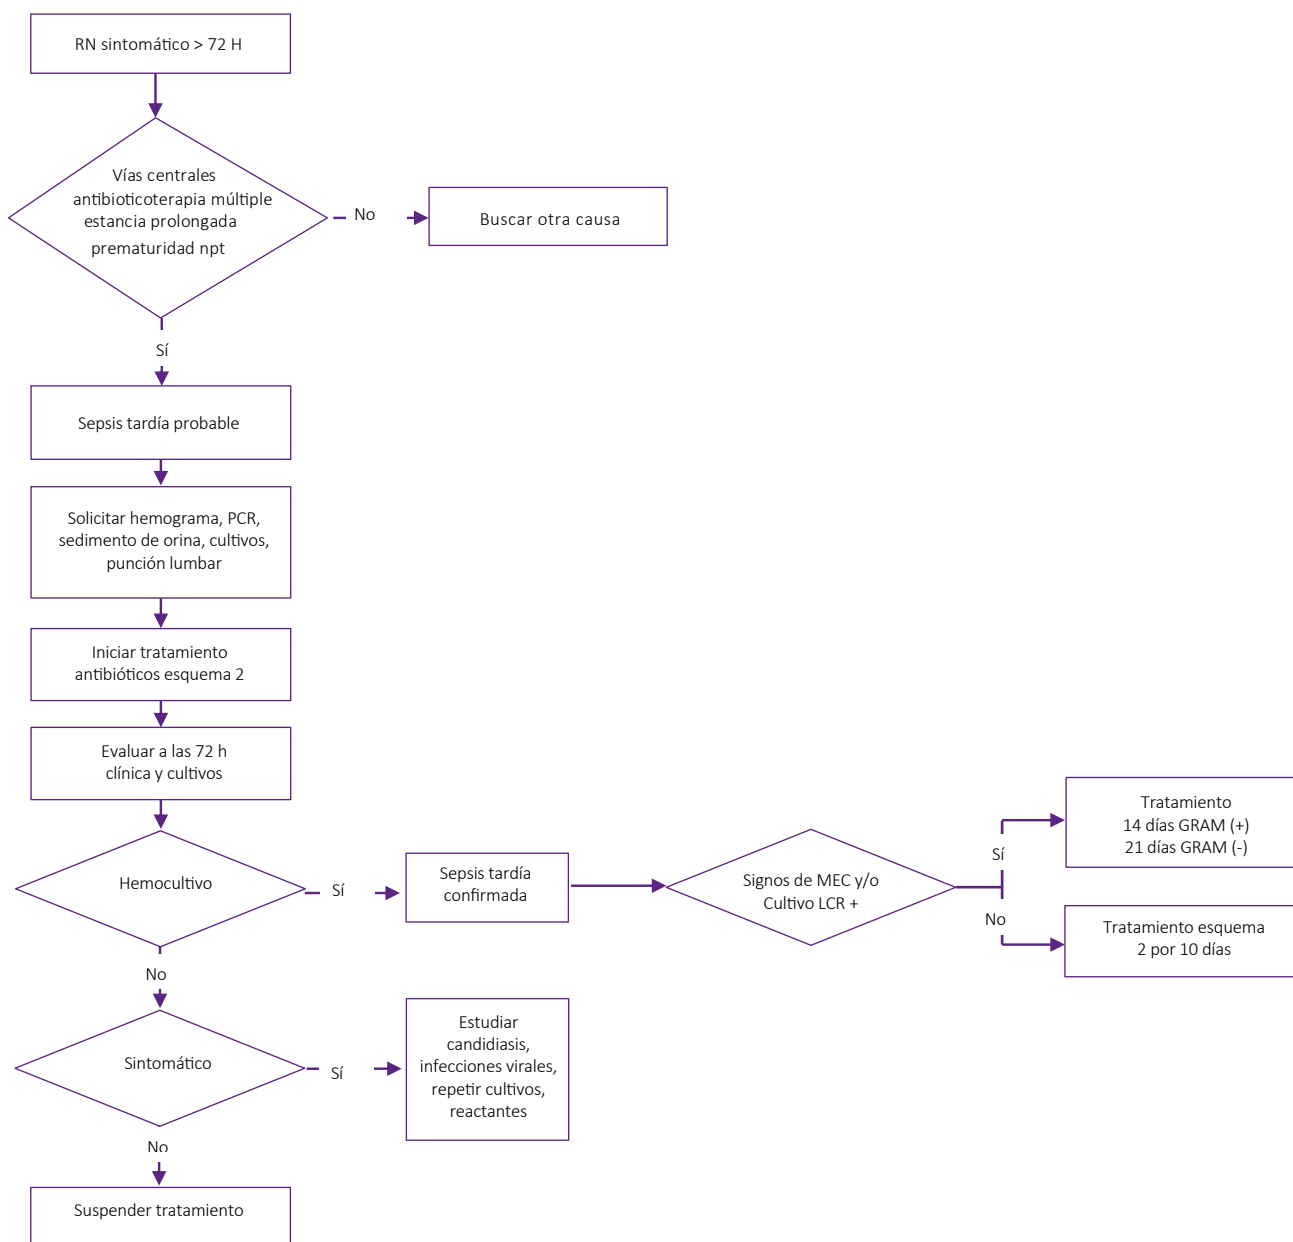 RN sintomático > 72 H
Vías centrales
antibioticoterapia múltiple
estancia prolongada
prematuridad npt
No
Buscar otra causa
Sí
Sepsis tardía probable
Solicitar hemograma, PCR,
sedimento de orina, cultivos,
punción lumbar
Iniciar tratamiento
antibióticos esquema 2
Evaluar a las 72 h
clínica y cultivos
Hemocultivo
Sí
Sepsis tardía
confirmada
Signos de MEC y/o
Cultivo LCR +
Sí
Tratamiento
14 días GRAM (+)
21 días GRAM (-)
No
Tratamiento esquema
2 por 10 días
No
Sintomático
Sí
Estudiar
candidiasis,
infecciones virales,
repetir cultivos,
reactantes
No
Suspender tratamiento